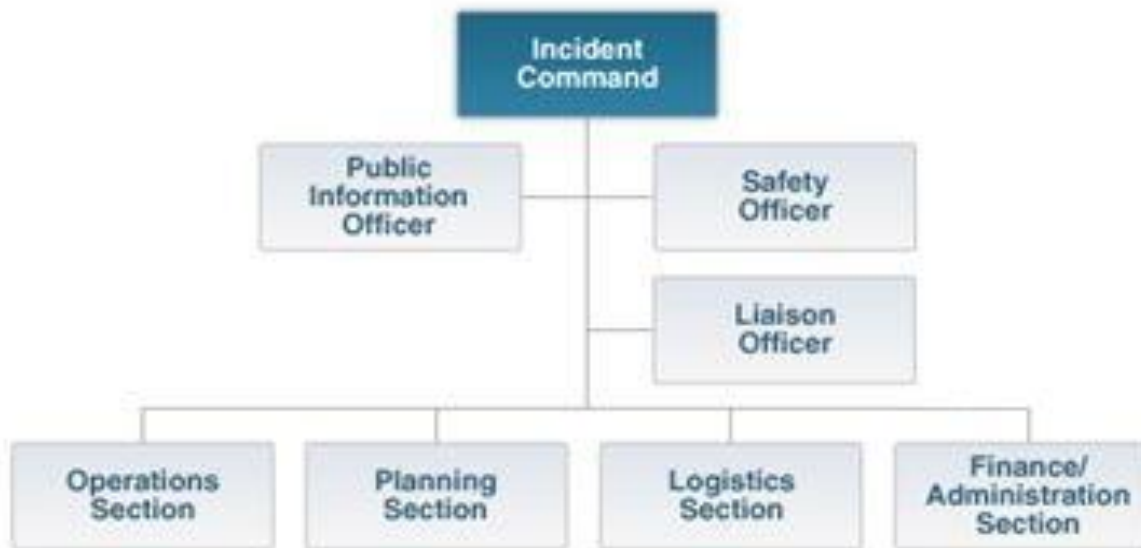 Incident
Command
Public
Information
Officer
Safety
Officer
Liaison
Officer
Operations
Section
Planning
Section
Logistics
Section
Finance/
Administration
Section